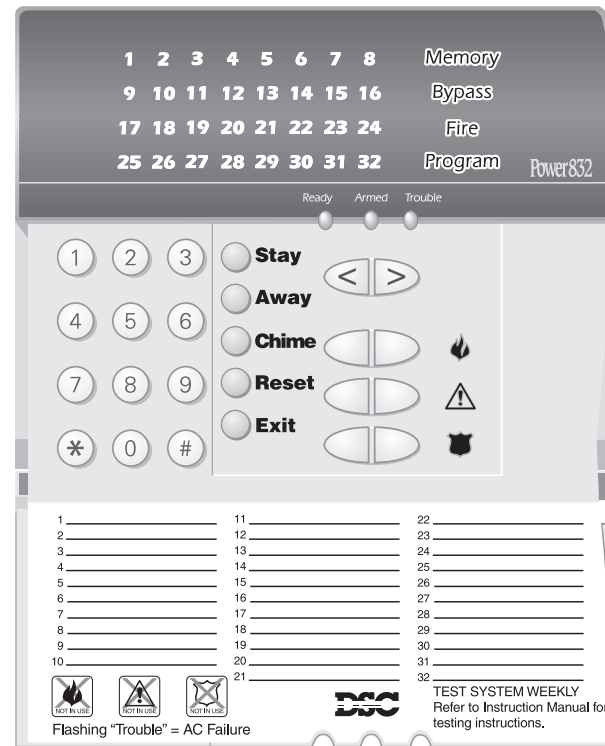 1 2 3 4 5 6 7 8 Memory
9 10 11 12 13 14 15 16 Bypass
17 18 19 20 21 22 23 24 Fire
25 26 27 28 29 30 31 32 Program
Power832
Ready Armed Trouble
1 2 3
4 5 6
7 8 9
* 0 #
Stay
Away
Chime
Reset
Exit
< >
1
2
3
4
5
6
7
8
9
10
11
12
13
14
15
16
17
18
19
20
21
22
23
24
25
26
27
28
29
30
31
32
NOT IN USE NOT IN USE NOT IN USE
Flashing “Trouble” = AC Failure
DSC
TEST SYSTEM WEEKLY
Refer to Instruction Manual for
testing instructions.